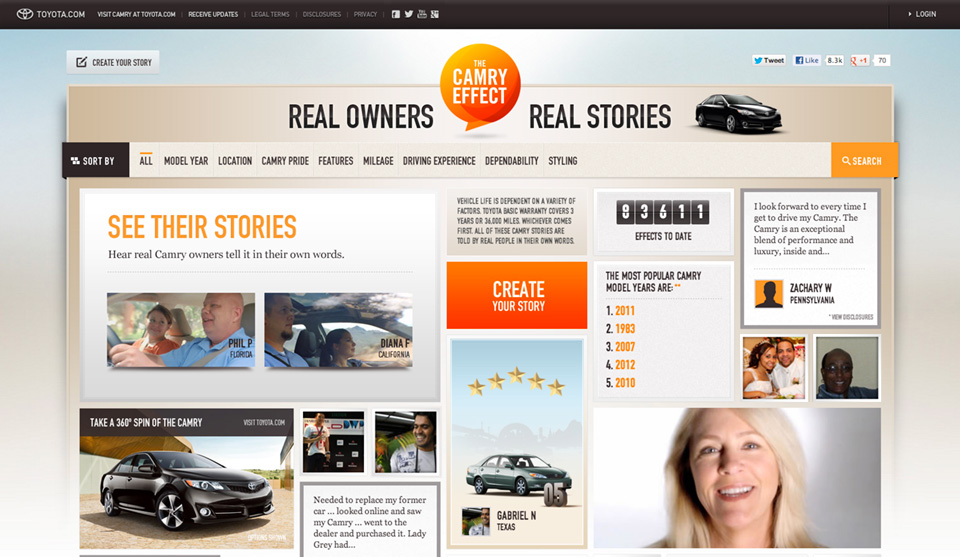 TOYOTA.COM
VISIT CAMRY AT TOYOTA.COM
RECEIVE UPDATES
LEGAL TERMS
DISCLOSURES
PRIVACY
LOGIN
CREATE YOUR STORY
THE
CAMRY
EFFECT
Tweet
Like
8.3k
+1
70
REAL OWNERS
REAL STORIES
SORT BY
ALL
MODEL YEAR
LOCATION
CAMRY PRIDE
FEATURES
MILEAGE
DRIVING EXPERIENCE
DEPENDABILITY
STYLING
SEARCH
SEE THEIR STORIES
Hear real Camry owners tell it in their own words.
PHIL P
FLORIDA
DIANA F
CALIFORNIA
VEHICLE LIFE IS DEPENDENT ON A VARIETY OF
FACTORS. TOYOTA BASIC WARRANTY COVERS 3
YEARS OR 36,000 MILES, WHICHEVER COMES
FIRST. ALL OF THESE CAMRY STORIES ARE
TOLD BY REAL PEOPLE IN THEIR OWN WORDS.
83611
EFFECTS TO DATE
I look forward to every time I
get to drive my Camry. The
Camry is an exceptional
blend of performance and
luxury, inside and...
ZACHARY W
PENNSYLVANIA
* VIEW DISCLOSURES
CREATE
YOUR STORY
THE MOST POPULAR CAMRY
MODEL YEARS ARE: **
1. 2011
2. 1983
3. 2007
4. 2012
5. 2010
TAKE A 360° SPIN OF THE CAMRY
VISIT TOYOTA.COM
OPTIONS SHOWN
05
GABRIEL N
TEXAS
Needed to replace my former
car ... looked online and saw
my Camry ... went to the
dealer and purchased it. Lady
Grey had...